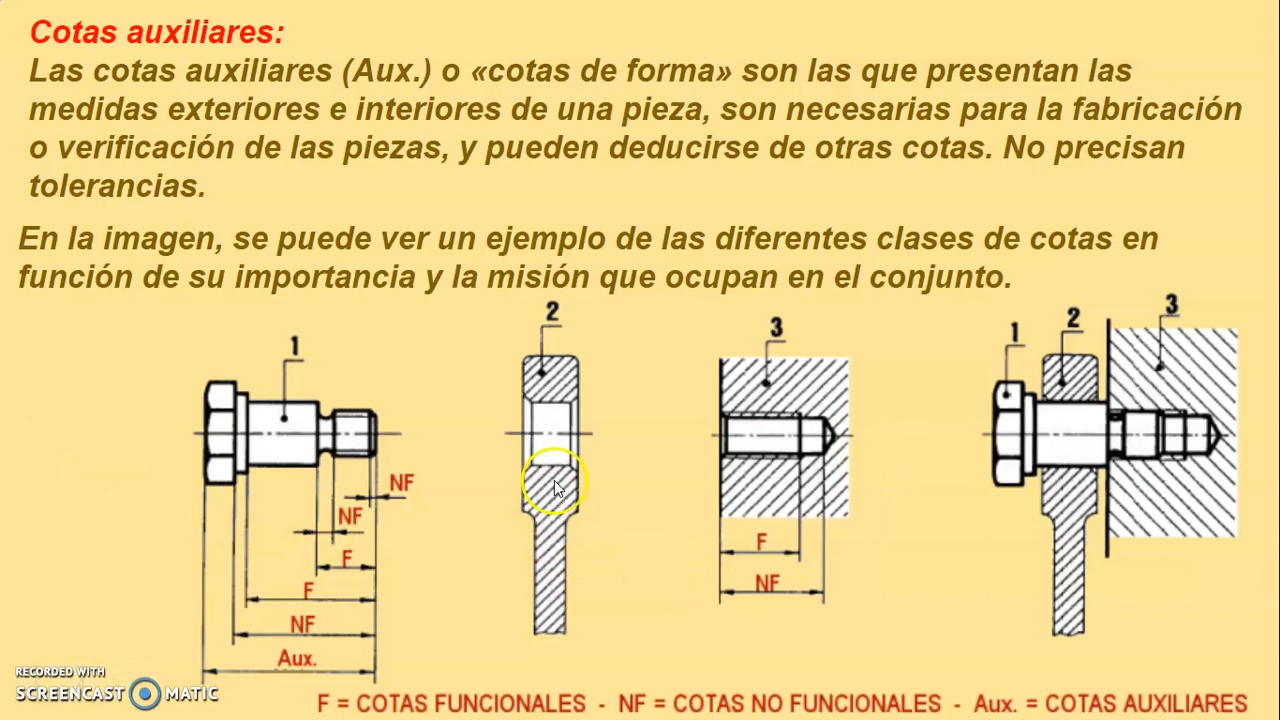 Cotas auxiliares:
Las cotas auxiliares (Aux.) o «cotas de forma» son las que presentan las
medidas exteriores e interiores de una pieza, son necesarias para la fabricación
o verificación de las piezas, y pueden deducirse de otras cotas. No precisan
tolerancias.
En la imagen, se puede ver un ejemplo de las diferentes clases de cotas en
función de su importancia y la misión que ocupan en el conjunto.
1
2
3
1
2
3
NF
NF
F
F
NF
Aux.
F
NF
RECORDED WITH
SCREENCAST MATIC
F = COTAS FUNCIONALES - NF = COTAS NO FUNCIONALES - Aux. = COTAS AUXILIARES